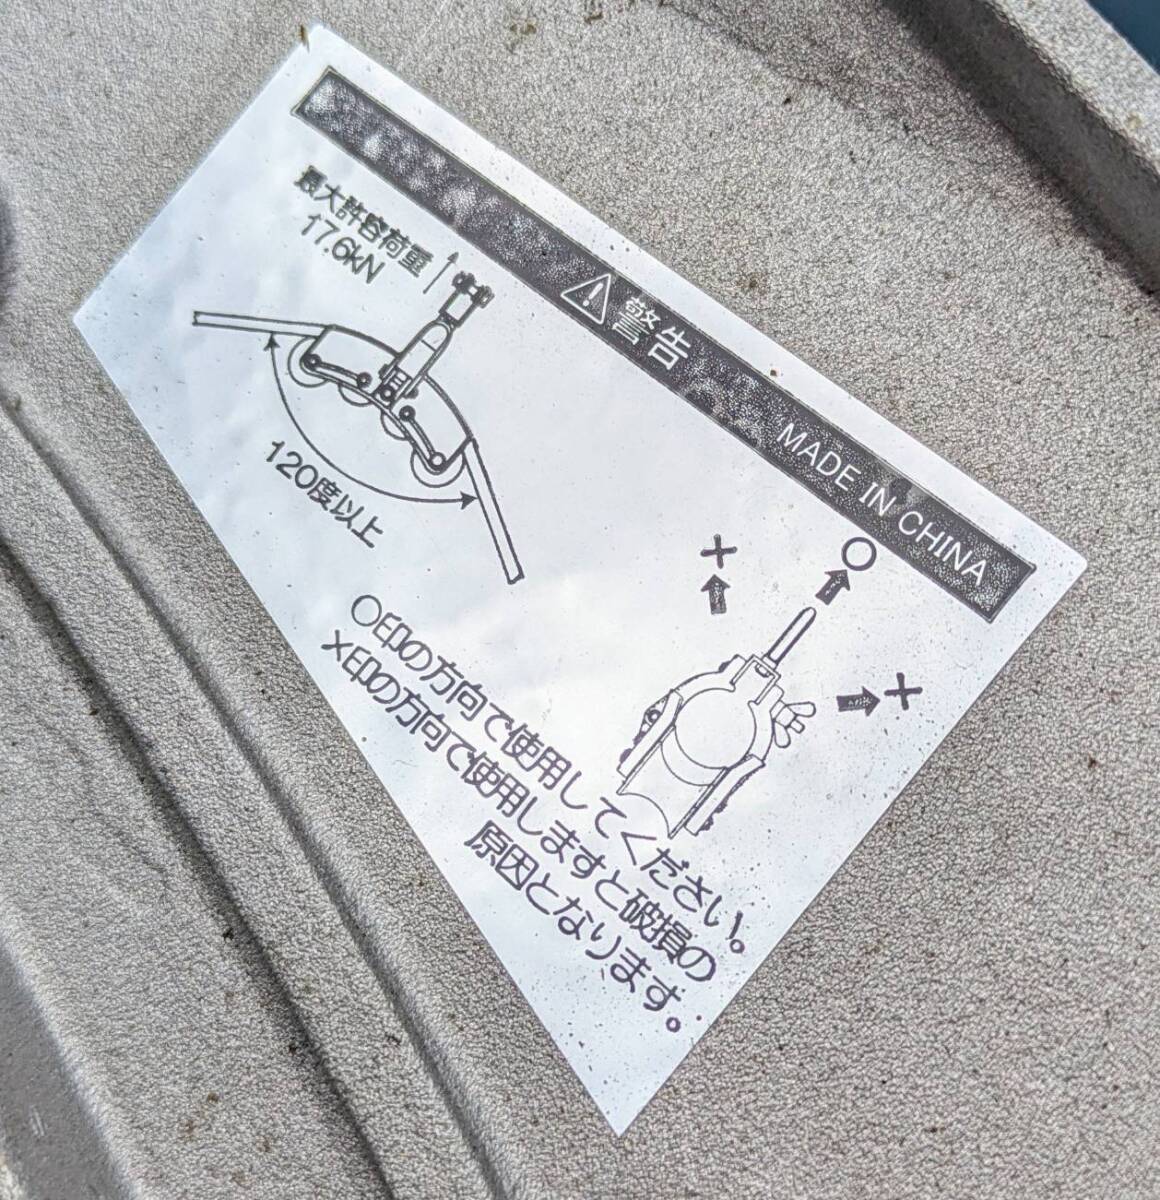 ⚠警告 MADE IN CHINA
最大許容荷重
17.6kN
120度以上
○印の方向で使用してください。
×印の方向で使用しますと破損の
原因となります。